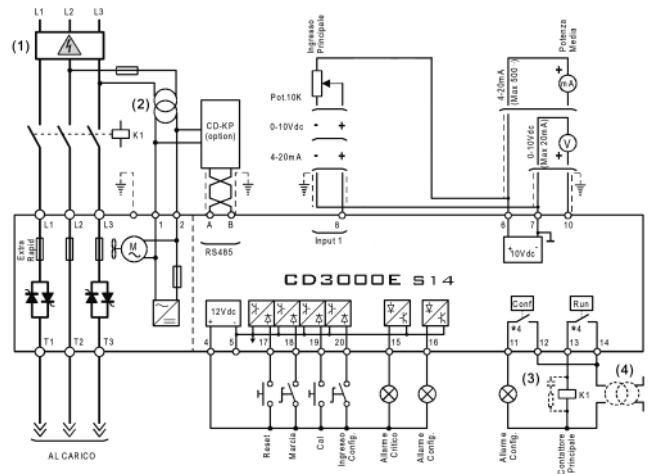 L1 L2 L3
(1)
(2)
K1
CD-KP
(option)
Ingresso
Principale
Pot.10K
0-10Vdc - +
4-20mA - +
4-20mA
(Max 500 )
Potenza
Media
+
mA
0-10Vdc
(Max 20mA)
+
V
L1 L2 L3 1 2 A B 8 6 7 10
RS485
Input 1
Extra
Rapid
M
+ -
10Vdc
CD3000E S14
12Vdc
+ -
Conf
*4
Run
*4
T1 T2 T3 4 5 17 18 19 20 15 16 11 12 13 14
(3)
K1
(4)
AL CARICO
Reset
Marcia
Cal
Ingresso
Config.
Allarme
Critico
Allarme
Config.
Allarme
Config.
Contattore
Principale